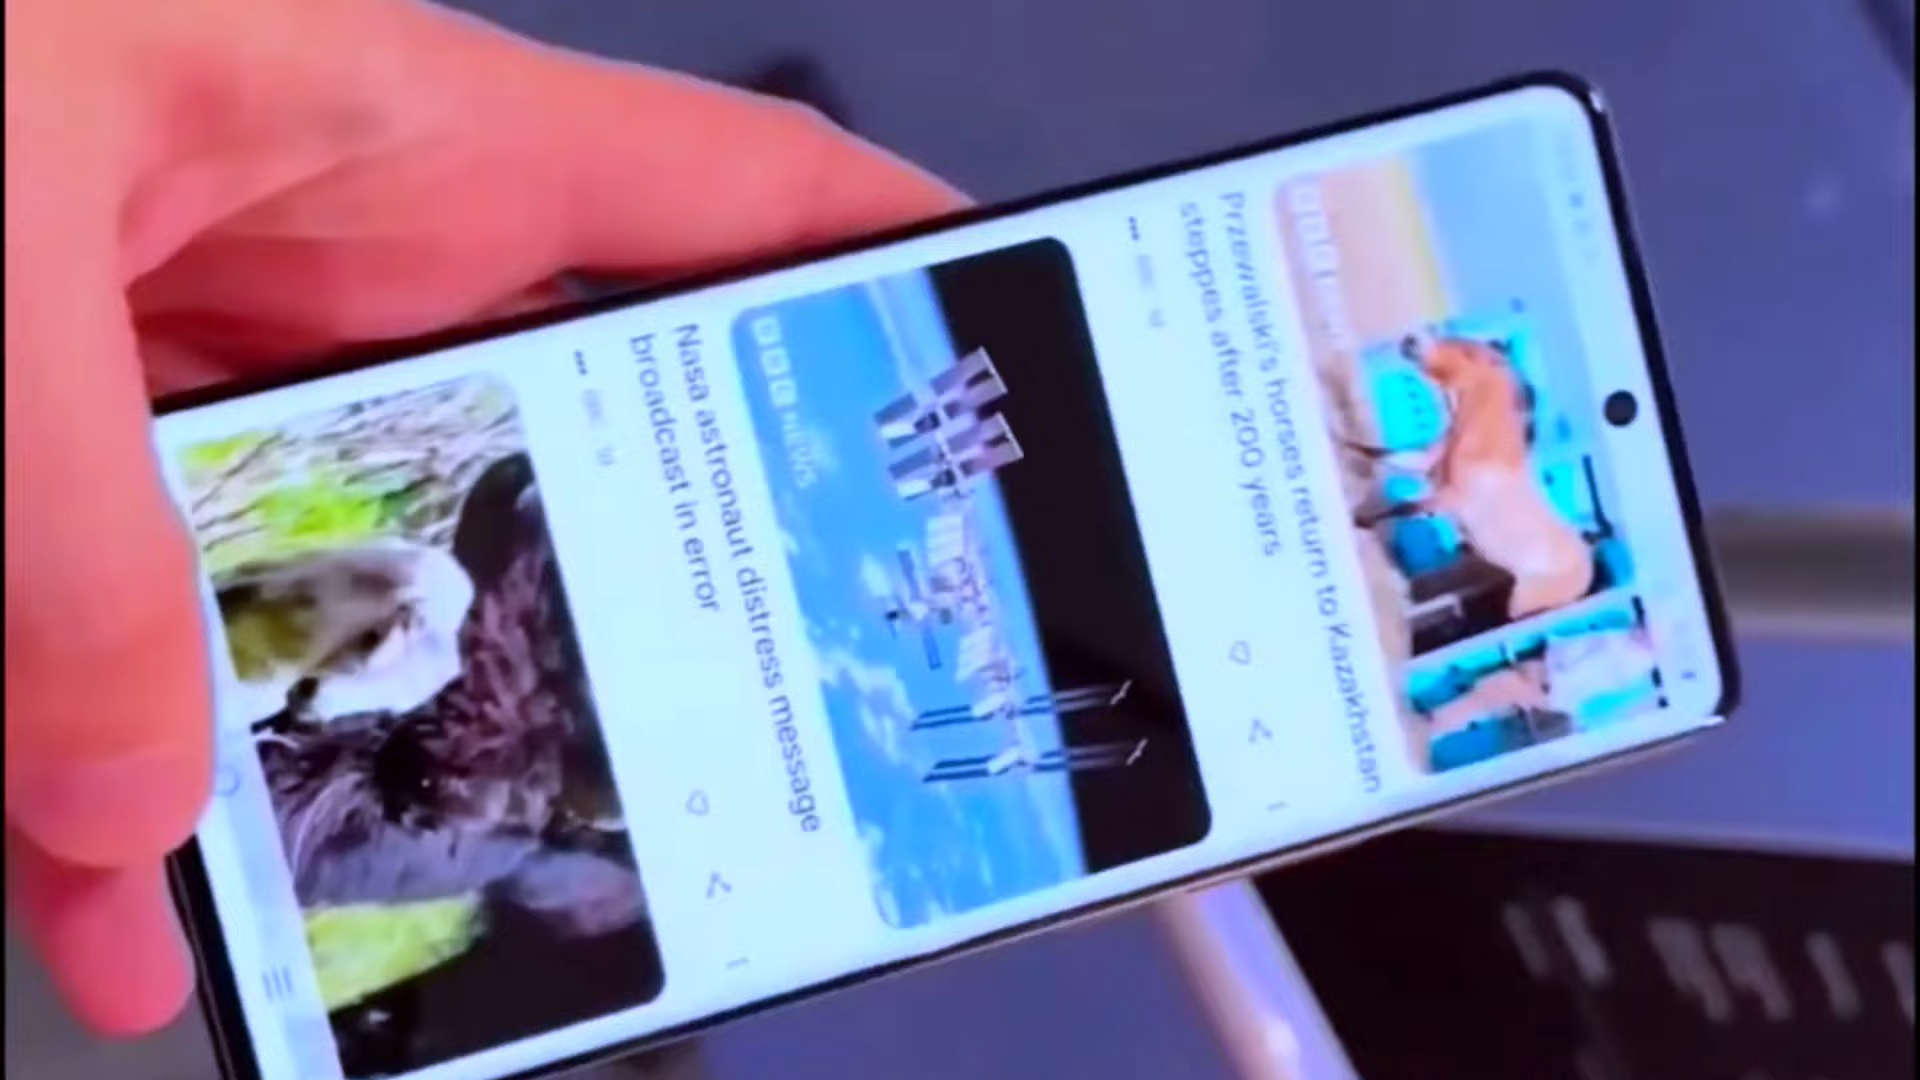 Przewalski's horses return to Kazakhstan
steppes after 200 years
BBC NEWS
Nasa astronaut distress message
broadcast in error